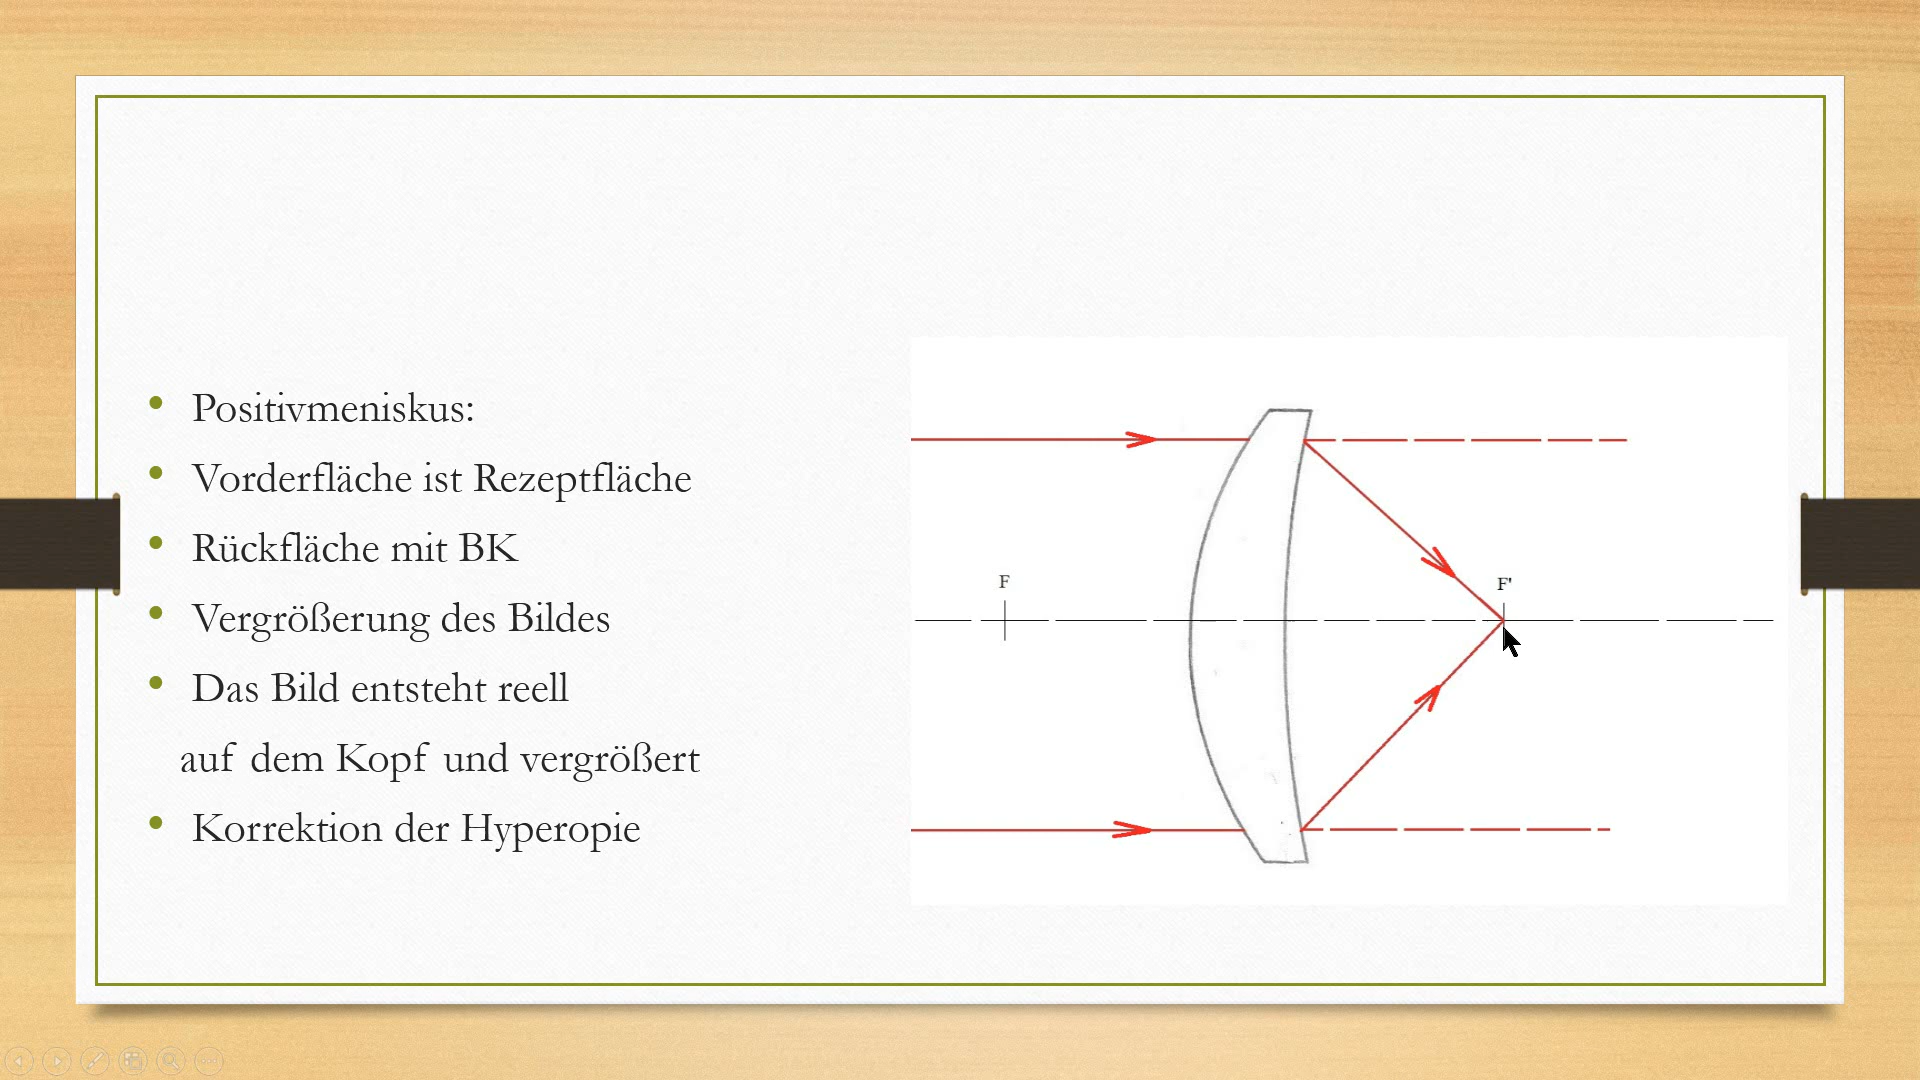 Positivmeniskus:
Vorderfläche ist Rezeptfläche
Rückfläche mit BK
Vergrößerung des Bildes
Das Bild entsteht reell
auf dem Kopf und vergrößert
Korrektion der Hyperopie
F
F'